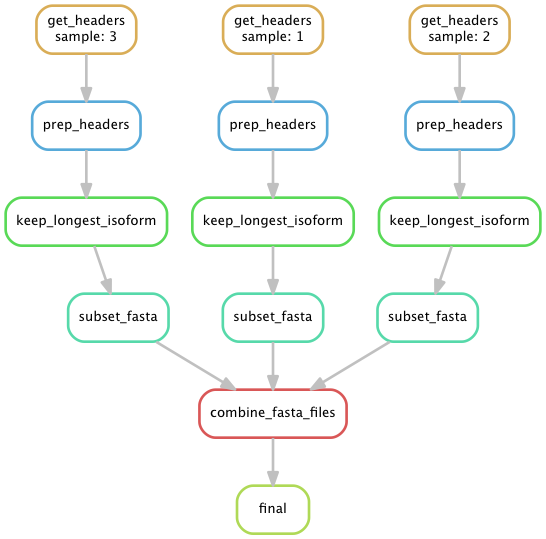 get_headers
sample: 3
get_headers
sample: 1
get_headers
sample: 2
prep_headers
prep_headers
prep_headers
keep_longest_isoform
keep_longest_isoform
keep_longest_isoform
subset_fasta
subset_fasta
subset_fasta
combine_fasta_files
final